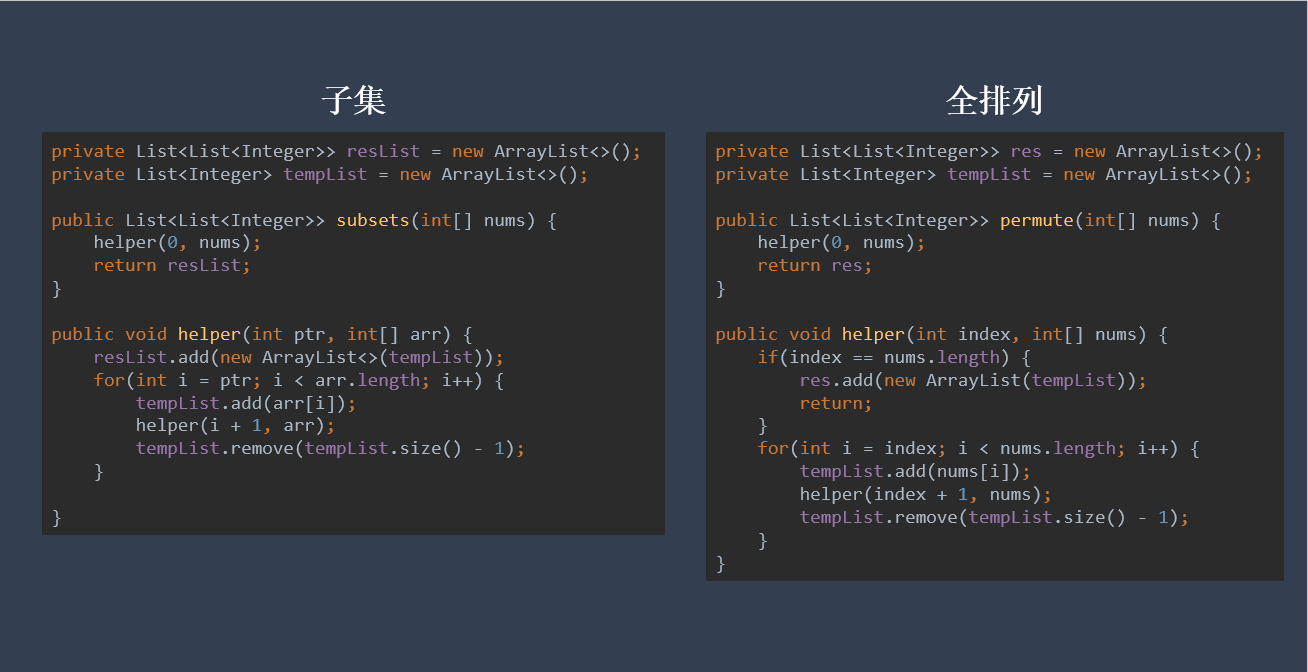 子集
private List<List<Integer>> resList = new ArrayList<>();
private List<Integer> tempList = new ArrayList<>();
public List<List<Integer>> subsets(int[] nums) {
    helper(0, nums);
    return resList;
}
public void helper(int ptr, int[] arr) {
    resList.add(new ArrayList<>(tempList));
    for(int i = ptr; i < arr.length; i++) {
        tempList.add(arr[i]);
        helper(i + 1, arr);
        tempList.remove(tempList.size() - 1);
    }
}
全排列
private List<List<Integer>> res = new ArrayList<>();
private List<Integer> tempList = new ArrayList<>();
public List<List<Integer>> permute(int[] nums) {
    helper(0, nums);
    return res;
}
public void helper(int index, int[] nums) {
    if(index == nums.length) {
        res.add(new ArrayList(tempList));
        return;
    }
    for(int i = index; i < nums.length; i++) {
        tempList.add(nums[i]);
        helper(index + 1, nums);
        tempList.remove(tempList.size() - 1);
    }
}